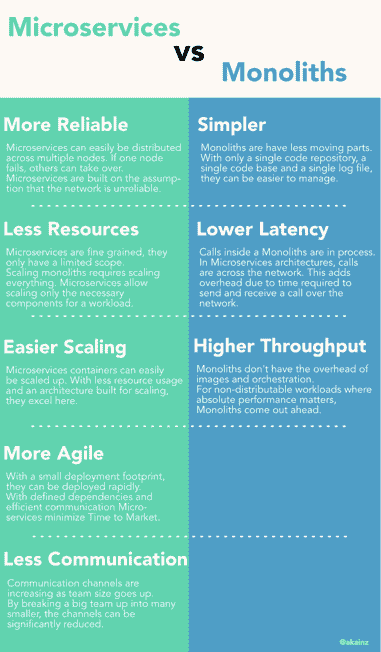 Microservices
vs
Monoliths
More Reliable
Microservices can easily be distributed
across multiple nodes. If one node
fails, others can take over.
Microservices are built on the assump-
tion that the network is unreliable.
Simpler
Monoliths are have less moving parts.
With only a single code repository, a
single code base and a single log file,
they can be easier to manage.
Less Resources
Microservices are fine grained, they
only have a limited scope.
Scaling monoliths requires scaling
everything. Microservices allow
scaling only the necessary
components for a workload.
Lower Latency
Calls inside a Monoliths are in process.
In Microservices architectures, calls
are across the network. This adds
overhead due to time required to
send and receive a call over the
network.
Easier Scaling
Microservices containers can easily
be scaled up. With less resource usage
and an architecture built for scaling,
they excel here.
Higher Throughput
Monoliths don't have the overhead of
images and orchestration.
For non-distributable workloads where
absolute performance matters,
Monoliths come out ahead.
More Agile
With a small deployment footprint,
they can be deployed rapidly.
With defined dependencies and
efficient communication Micro-
services minimize Time to Market.
Less Communication
Communication channels are
increasing as team size goes up.
By breaking a big team up into many
smaller, the channels can be
significantly reduced.
@akainz